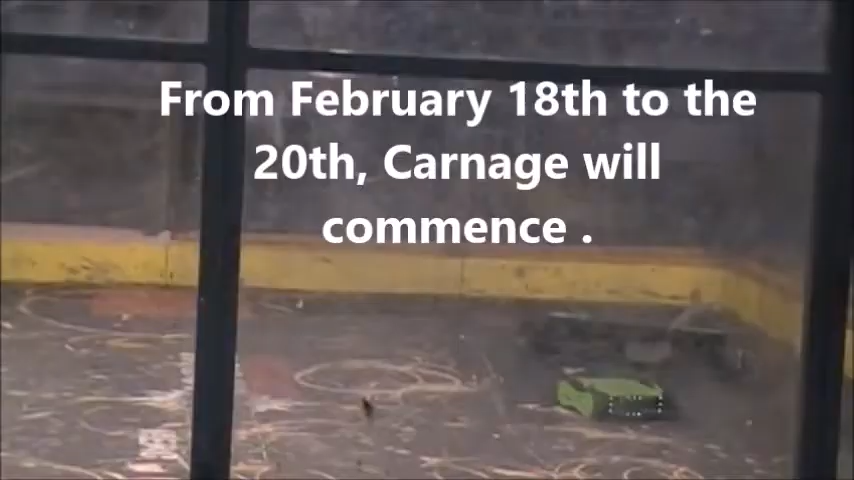 From February 18th to the
20th, Carnage will
commence .